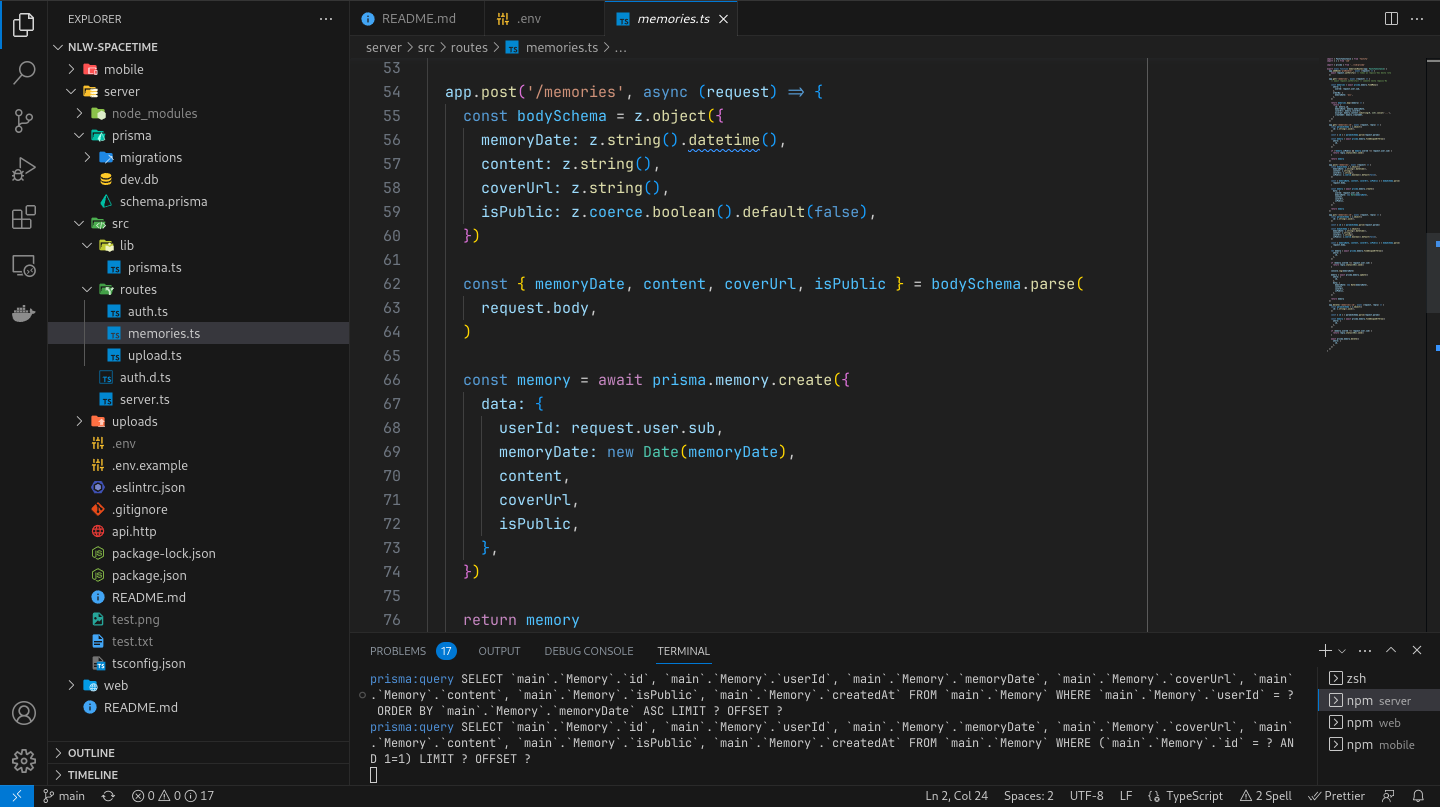 EXPLORER
NLW-SPACETIME
mobile
server
node_modules
prisma
migrations
dev.db
schema.prisma
src
lib
prisma.ts
routes
auth.ts
memories.ts
upload.ts
auth.d.ts
server.ts
uploads
.env
.env.example
.eslintrc.json
.gitignore
api.http
package-lock.json
package.json
README.md
test.png
test.txt
tsconfig.json
web
README.md
OUTLINE
TIMELINE
README.md .env memories.ts
server > src > routes > memories.ts > ...
53
54 app.post('/memories', async (request) => {
55 const bodySchema = z.object({
56 memoryDate: z.string().datetime(),
57 content: z.string(),
58 coverUrl: z.string(),
59 isPublic: z.coerce.boolean().default(false),
60 })
61
62 const { memoryDate, content, coverUrl, isPublic } = bodySchema.parse(
63 request.body,
64 )
65
66 const memory = await prisma.memory.create({
67 data: {
68 userId: request.user.sub,
69 memoryDate: new Date(memoryDate),
70 content,
71 coverUrl,
72 isPublic,
73 },
74 })
75
76 return memory
PROBLEMS 17 OUTPUT DEBUG CONSOLE TERMINAL
prisma:query SELECT `main`.`Memory`.`id`, `main`.`Memory`.`userId`, `main`.`Memory`.`memoryDate`, `main`.`Memory`.`coverUrl`, `main`
.`Memory`.`content`, `main`.`Memory`.`isPublic`, `main`.`Memory`.`createdAt` FROM `main`.`Memory` WHERE `main`.`Memory`.`userId` = ?
ORDER BY `main`.`Memory`.`memoryDate` ASC LIMIT ? OFFSET ?
prisma:query SELECT `main`.`Memory`.`id`, `main`.`Memory`.`userId`, `main`.`Memory`.`memoryDate`, `main`.`Memory`.`coverUrl`, `main`
.`Memory`.`content`, `main`.`Memory`.`isPublic`, `main`.`Memory`.`createdAt` FROM `main`.`Memory` WHERE (`main`.`Memory`.`id` = ? AN
D 1=1) LIMIT ? OFFSET ?
zsh
npm server
npm web
npm mobile
main 0 0 17 Ln 2, Col 24 Spaces: 2 UTF-8 LF TypeScript 2 Spell Prettier